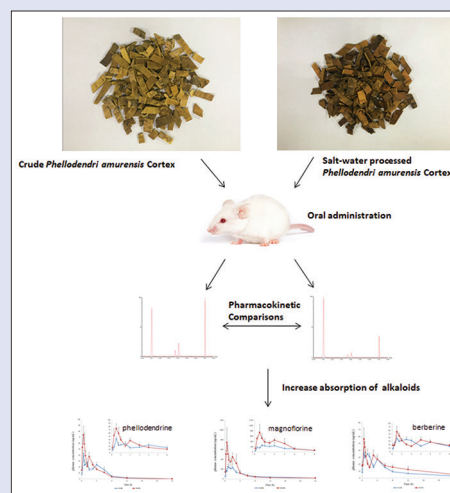 Crude Phellodendri amurensis Cortex
Salt-water processed
Phellodendri amurensis Cortex
Oral administration
Pharmacokinetic
Comparisons
Increase absorption of alkaloids
phellodendrine
magnoflorine
berberine